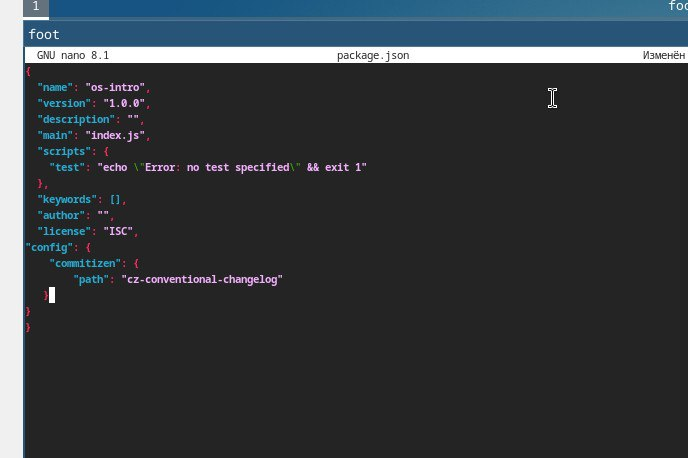 1 foo
foot
GNU nano 8.1 package.json Изменён
{
  "name": "os-intro",
  "version": "1.0.0",
  "description": "",
  "main": "index.js",
  "scripts": {
    "test": "echo \"Error: no test specified\" && exit 1"
  },
  "keywords": [],
  "author": "",
  "license": "ISC",
"config": {
    "commitizen": {
        "path": "cz-conventional-changelog"
   }
}
}